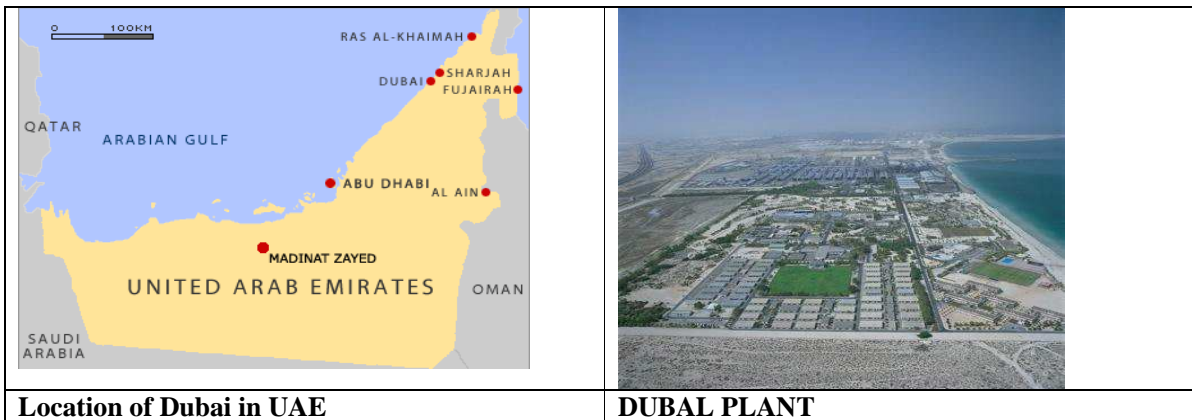 0 100KM
RAS AL-KHAIMAH
SHARJAH
DUBAI
FUJAIRAH
QATAR
ARABIAN GULF
ABU DHABI
AL AIN
MADINAT ZAYED
UNITED ARAB EMIRATES
OMAN
SAUDI
ARABIA
Location of Dubai in UAE
DUBAL PLANT